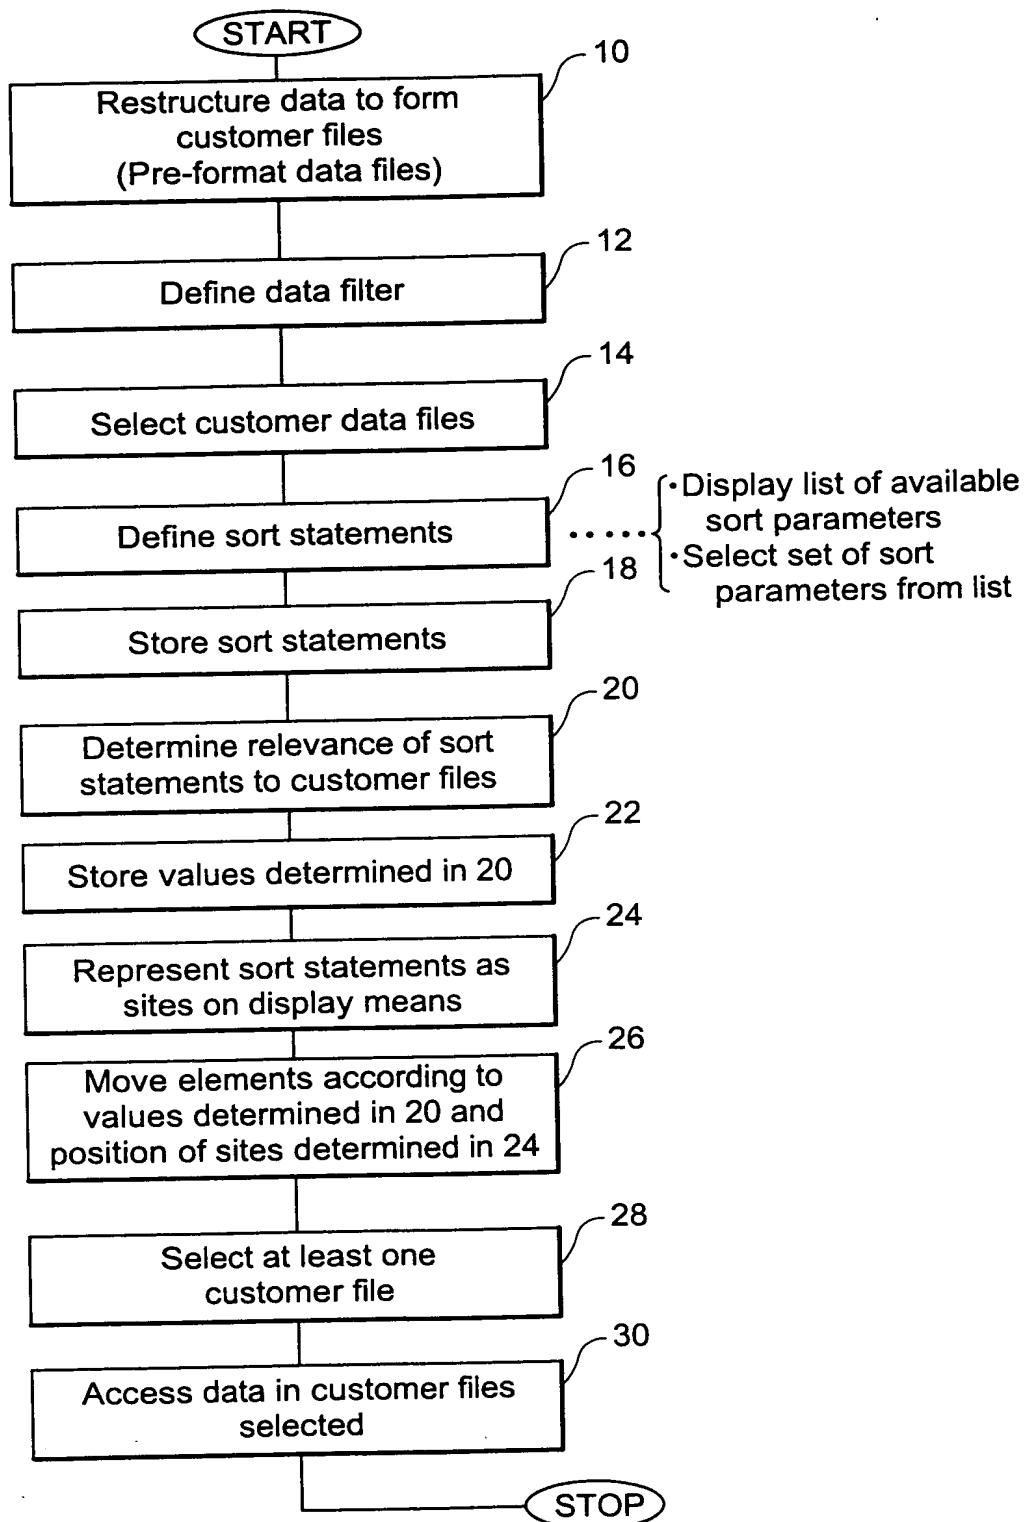 START
10
Restructure data to form
customer files
(Pre-format data files)
12
Define data filter
14
Select customer data files
16
Define sort statements
•Display list of available
sort parameters
•Select set of sort
parameters from list
18
Store sort statements
20
Determine relevance of sort
statements to customer files
22
Store values determined in 20
24
Represent sort statements as
sites on display means
26
Move elements according to
values determined in 20 and
position of sites determined in 24
28
Select at least one
customer file
30
Access data in customer files
selected
STOP